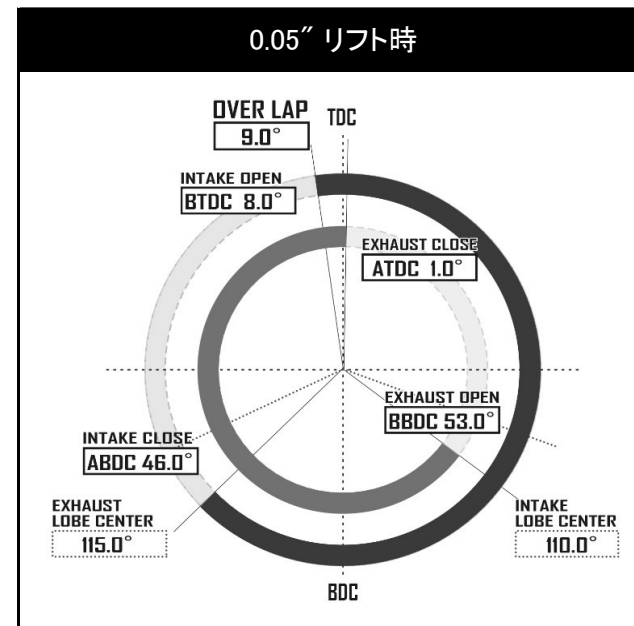 0.05″ リフト時
OVER LAP
9.0°
TDC
INTAKE OPEN
BTDC 8.0°
EXHAUST CLOSE
ATDC 1.0°
EXHAUST OPEN
BBDC 53.0°
INTAKE CLOSE
ABDC 46.0°
EXHAUST
LOBE CENTER
115.0°
INTAKE
LOBE CENTER
110.0°
BDC